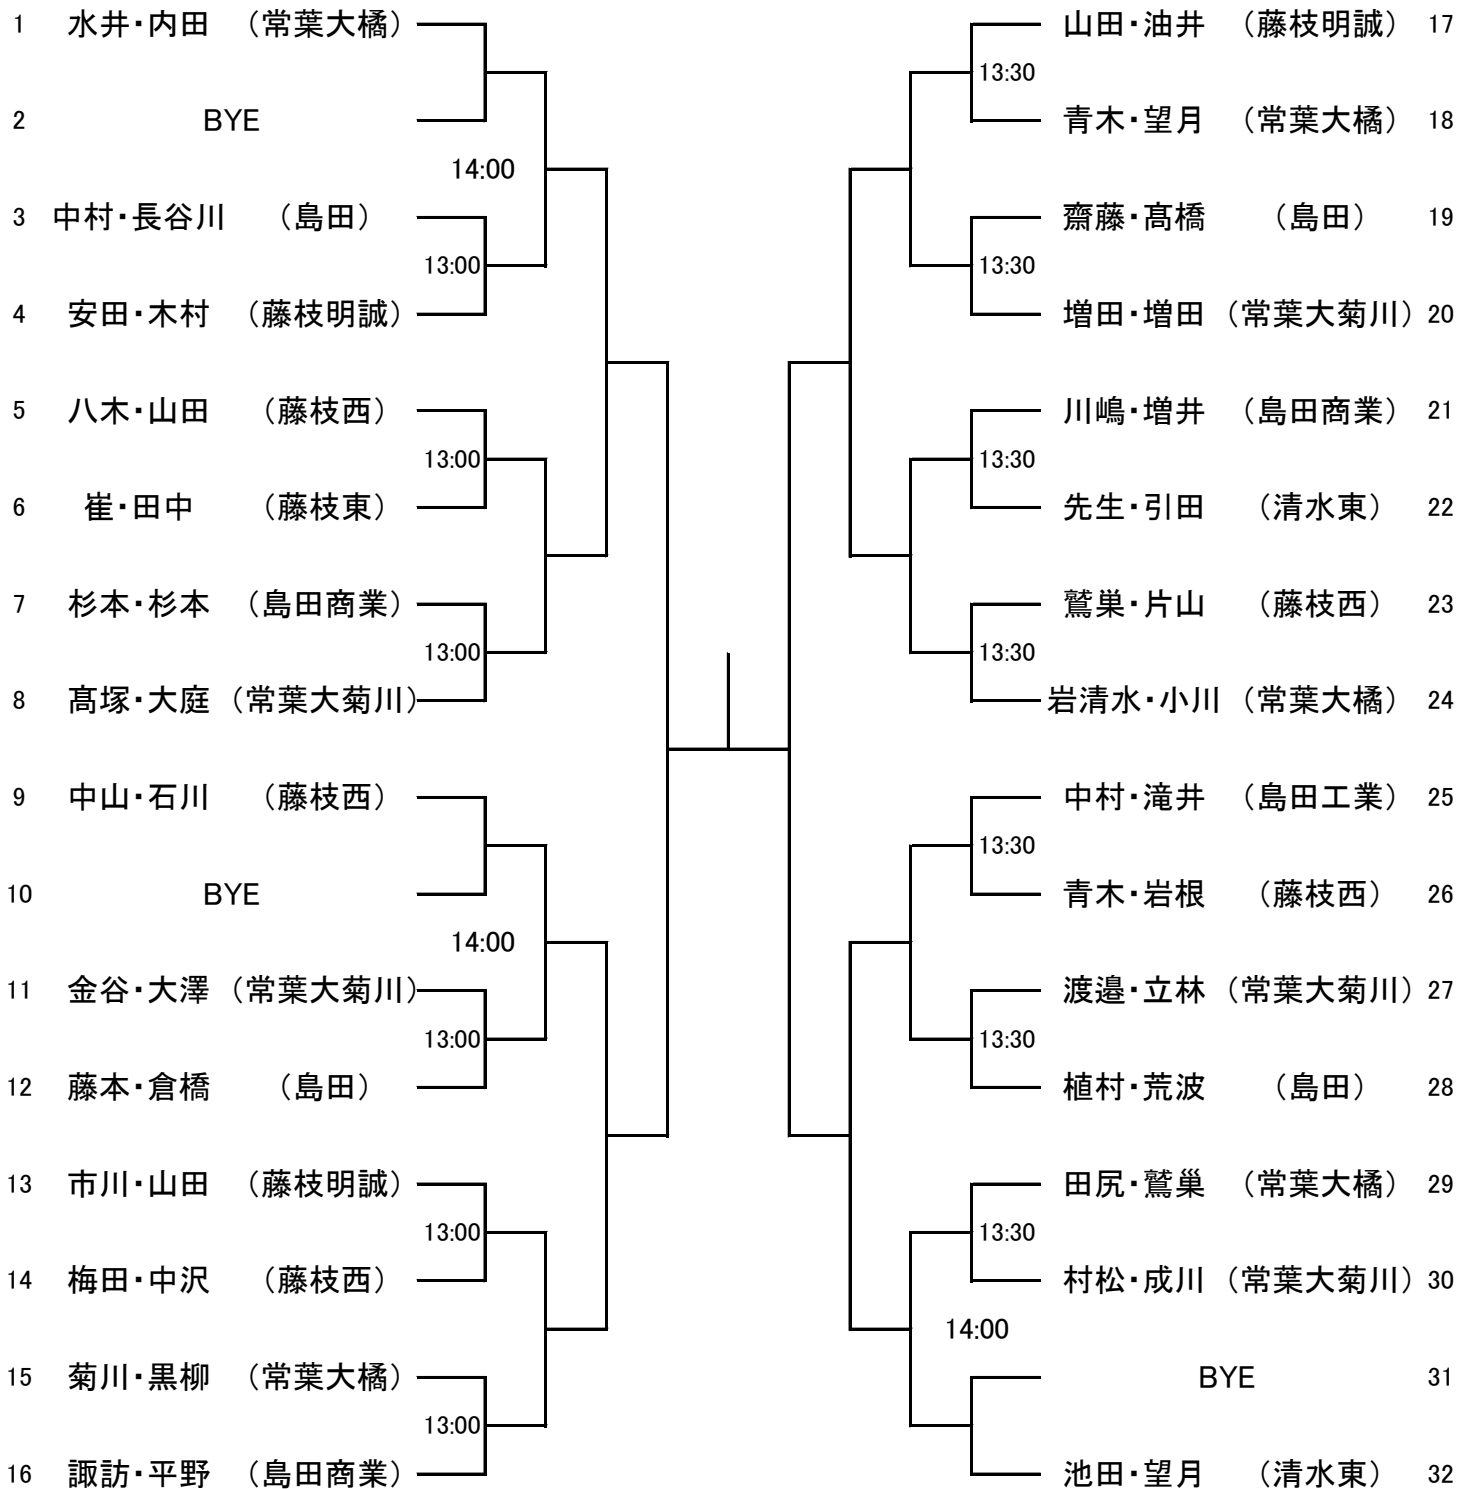 1 水井・内田 （常葉大橘）
2 BYE
14:00
3 中村・長谷川 （島田）
13:00
4 安田・木村 （藤枝明誠）
5 八木・山田 （藤枝西）
13:00
6 崔・田中 （藤枝東）
7 杉本・杉本 （島田商業）
13:00
8 髙塚・大庭 （常葉大菊川）
9 中山・石川 （藤枝西）
10 BYE
14:00
11 金谷・大澤 （常葉大菊川）
13:00
12 藤本・倉橋 （島田）
13 市川・山田 （藤枝明誠）
13:00
14 梅田・中沢 （藤枝西）
15 菊川・黒柳 （常葉大橘）
13:00
16 諏訪・平野 （島田商業）
山田・油井 （藤枝明誠） 17
13:30
青木・望月 （常葉大橘） 18
齋藤・髙橋 （島田） 19
13:30
増田・増田 （常葉大菊川） 20
川嶋・増井 （島田商業） 21
13:30
先生・引田 （清水東） 22
鷲巣・片山 （藤枝西） 23
13:30
岩清水・小川 （常葉大橘） 24
中村・滝井 （島田工業） 25
13:30
青木・岩根 （藤枝西） 26
渡邉・立林 （常葉大菊川） 27
13:30
植村・荒波 （島田） 28
田尻・鷲巣 （常葉大橘） 29
13:30
村松・成川 （常葉大菊川） 30
14:00
BYE 31
池田・望月 （清水東） 32